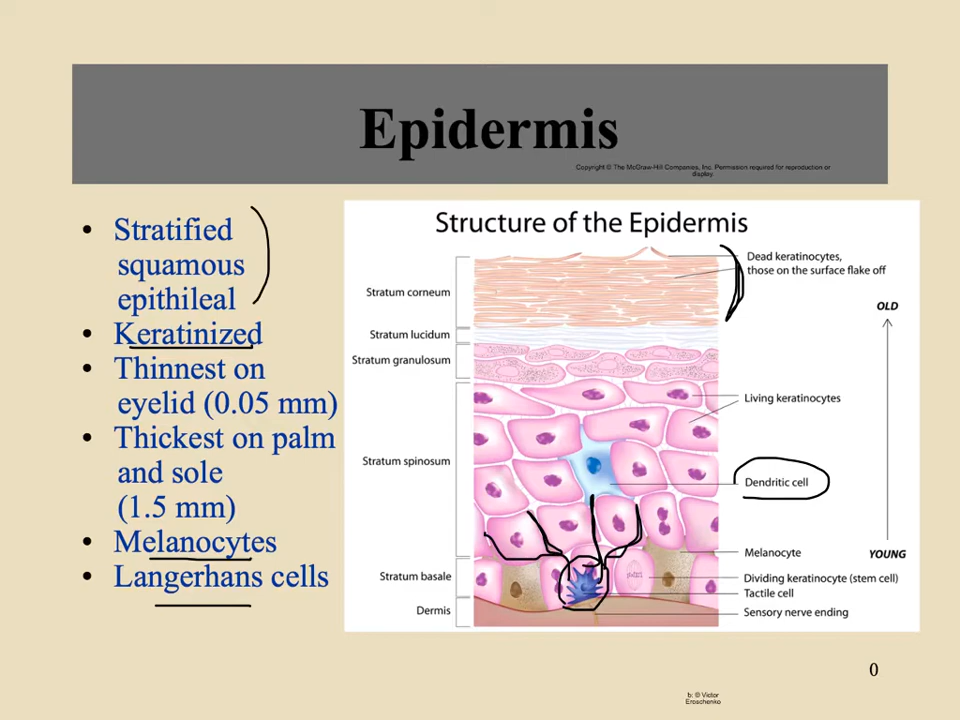 Epidermis
Copyright © The McGraw-Hill Companies, Inc. Permission required for reproduction or
display.
• Stratified
squamous
epithileal
• Keratinized
• Thinnest on
eyelid (0.05 mm)
• Thickest on palm
and sole
(1.5 mm)
• Melanocytes
• Langerhans cells
Structure of the Epidermis
Stratum corneum
Stratum lucidum
Stratum granulosum
Stratum spinosum
Stratum basale
Dermis
Dead keratinocytes,
those on the surface flake off
Living keratinocytes
Dendritic cell
Melanocyte
Dividing keratinocyte (stem cell)
Tactile cell
Sensory nerve ending
OLD
YOUNG
0
b: © Victor
Eroschenko